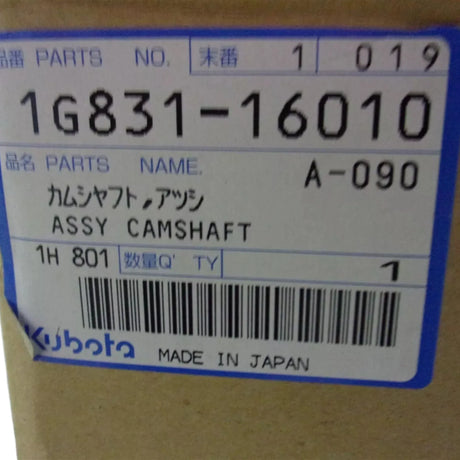 品番 PARTS NO. 末番 1 019
1G831-16010
品名 PARTS NAME. A-090
カムシヤフト,アツシ
ASSY CAMSHAFT
1H 801 数量Q'TY 1
Kubota MADE IN JAPAN